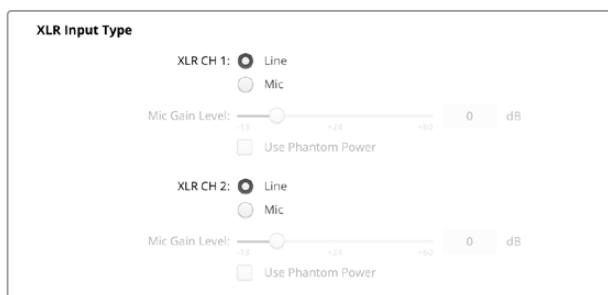 XLR Input Type
XLR CH 1: Line
Mic
Mic Gain Level: 0 dB
-13 +24 +60
Use Phantom Power
XLR CH 2: Line
Mic
Mic Gain Level: 0 dB
-13 +24 +60
Use Phantom Power